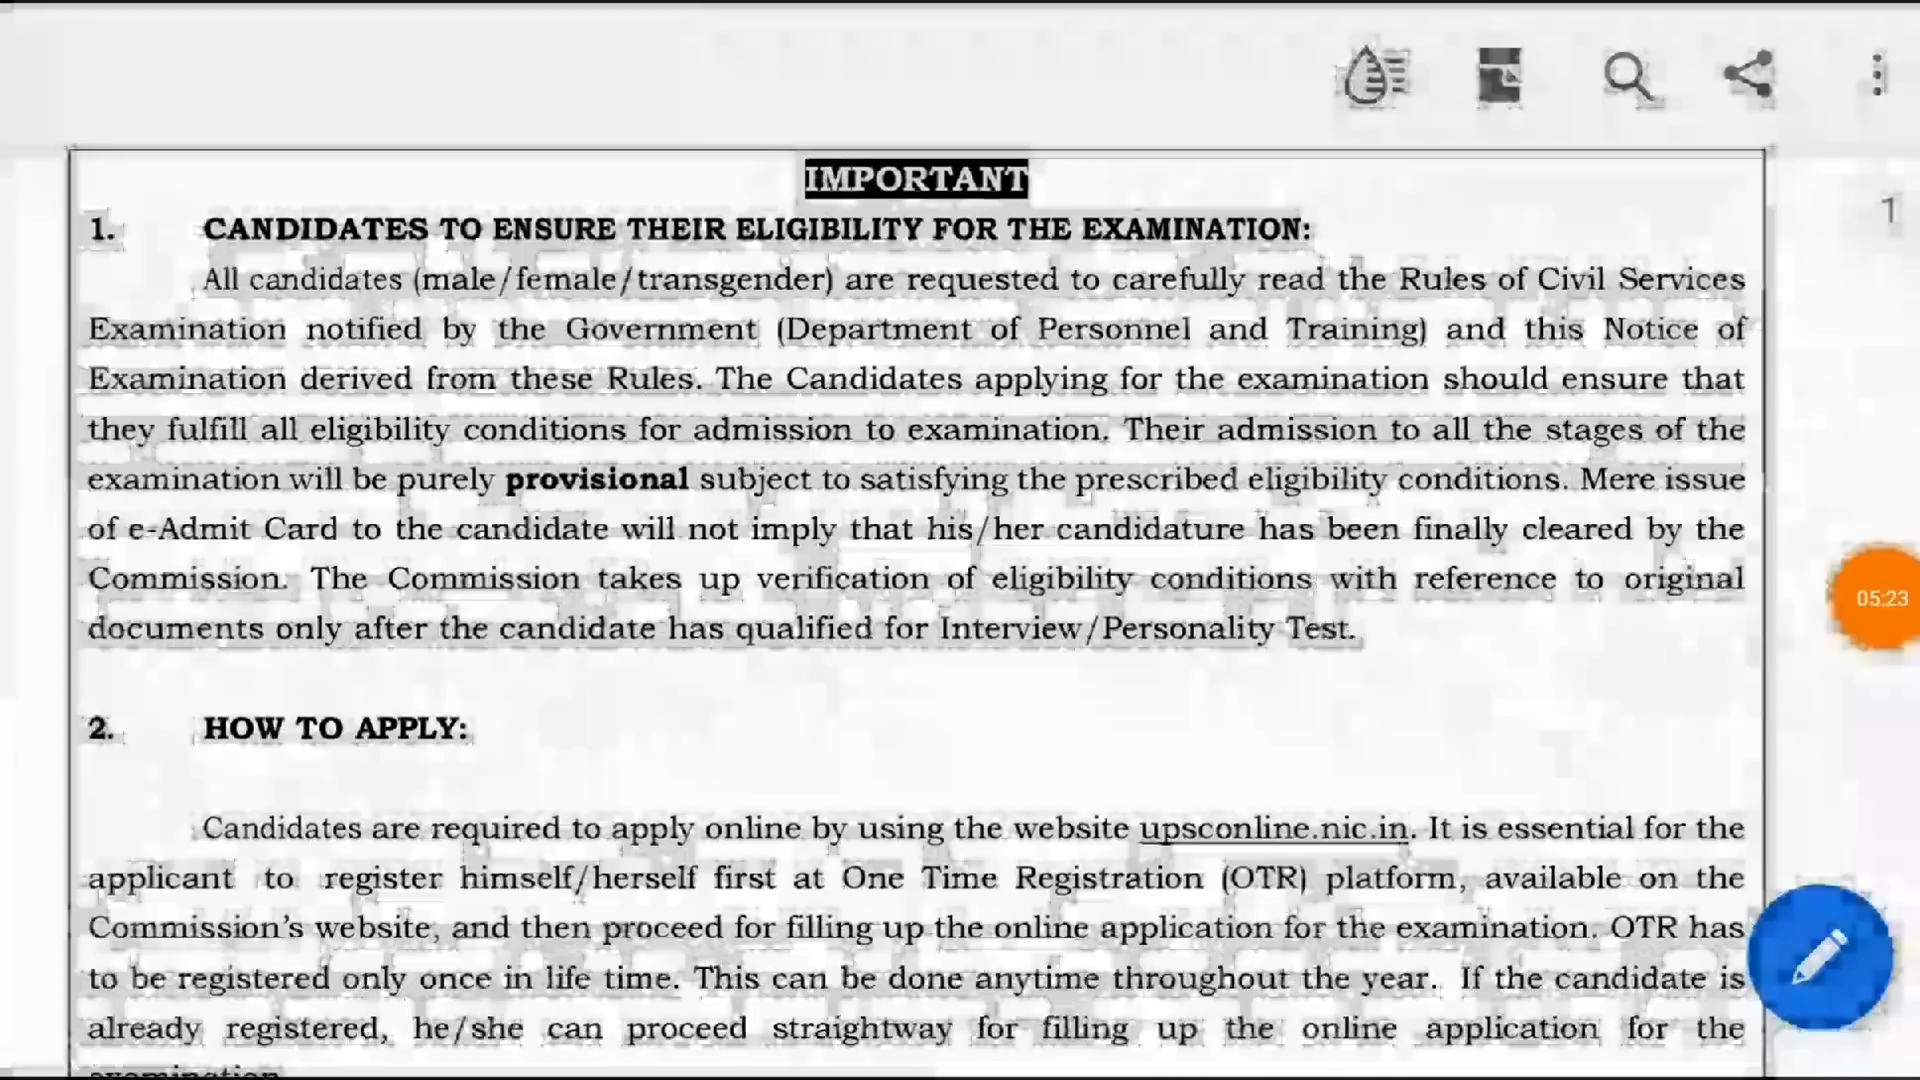 IMPORTANT
1
1. CANDIDATES TO ENSURE THEIR ELIGIBILITY FOR THE EXAMINATION:
All candidates (male/female/transgender) are requested to carefully read the Rules of Civil Services
Examination notified by the Government (Department of Personnel and Training) and this Notice of
Examination derived from these Rules. The Candidates applying for the examination should ensure that
they fulfill all eligibility conditions for admission to examination. Their admission to all the stages of the
examination will be purely provisional subject to satisfying the prescribed eligibility conditions. Mere issue
of e-Admit Card to the candidate will not imply that his/her candidature has been finally cleared by the
Commission. The Commission takes up verification of eligibility conditions with reference to original
documents only after the candidate has qualified for Interview/Personality Test.
05:23
2. HOW TO APPLY:
Candidates are required to apply online by using the website upsconline.nic.in. It is essential for the
applicant to register himself/herself first at One Time Registration (OTR) platform, available on the
Commission's website, and then proceed for filling up the online application for the examination. OTR has
to be registered only once in life time. This can be done anytime throughout the year. If the candidate is
already registered, he/she can proceed straightway for filling up the online application for the
examination.